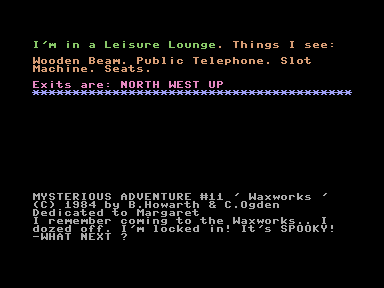 I'm in a Leisure Lounge. Things I see:
Wooden Beam. Public Telephone. Slot
Machine. Seats.
Exits are: NORTH WEST UP
****************************************
MYSTERIOUS ADVENTURE #11 ' Waxworks '
(C) 1984 by B.Howarth & C.Ogden
Dedicated to Margaret
I remember coming to the Waxworks.. I
dozed off. I'm locked in! It's SPOOKY!
-WHAT NEXT ?